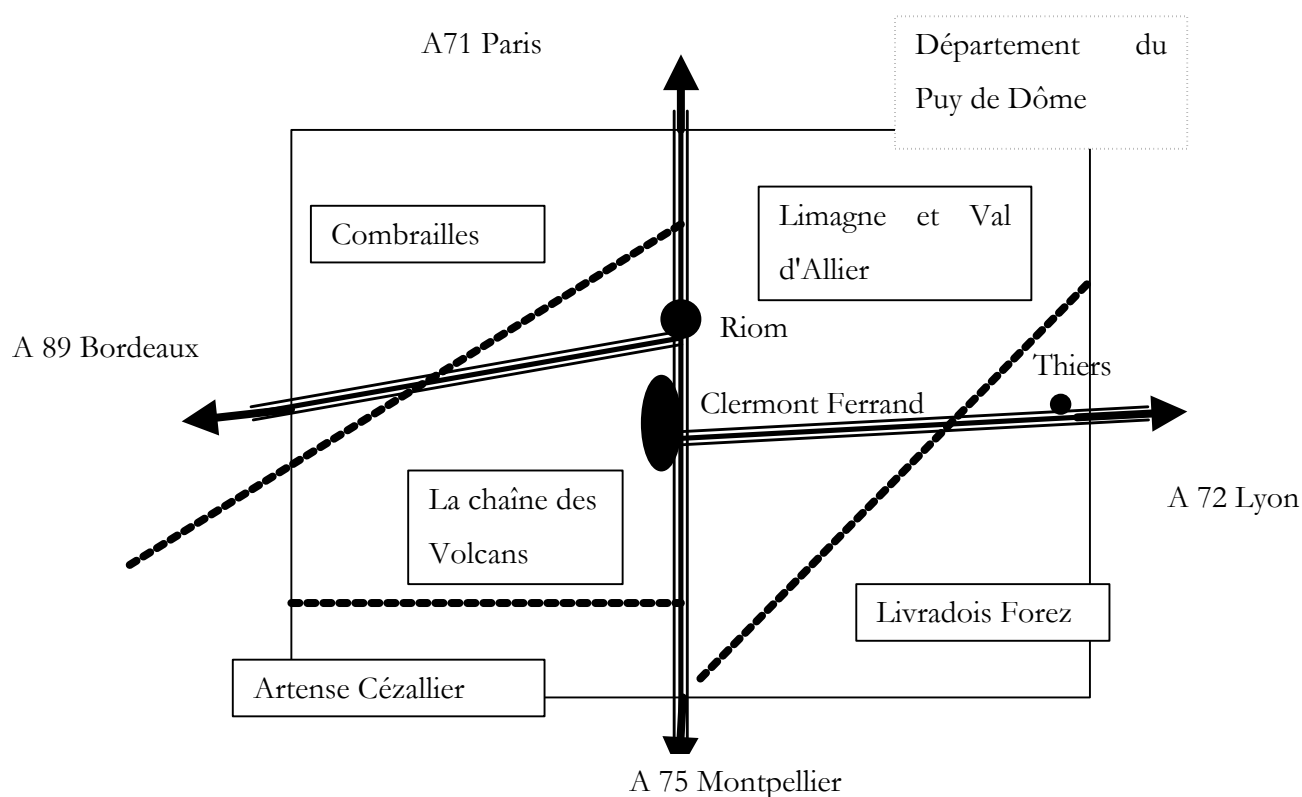 A71 Paris
Département du
Puy de Dôme
Combrailles
Limagne et Val
d'Allier
Riom
A 89 Bordeaux
Thiers
Clermont Ferrand
La chaîne des
Volcans
A 72 Lyon
Livradois Forez
Artense Cézallier
A 75 Montpellier